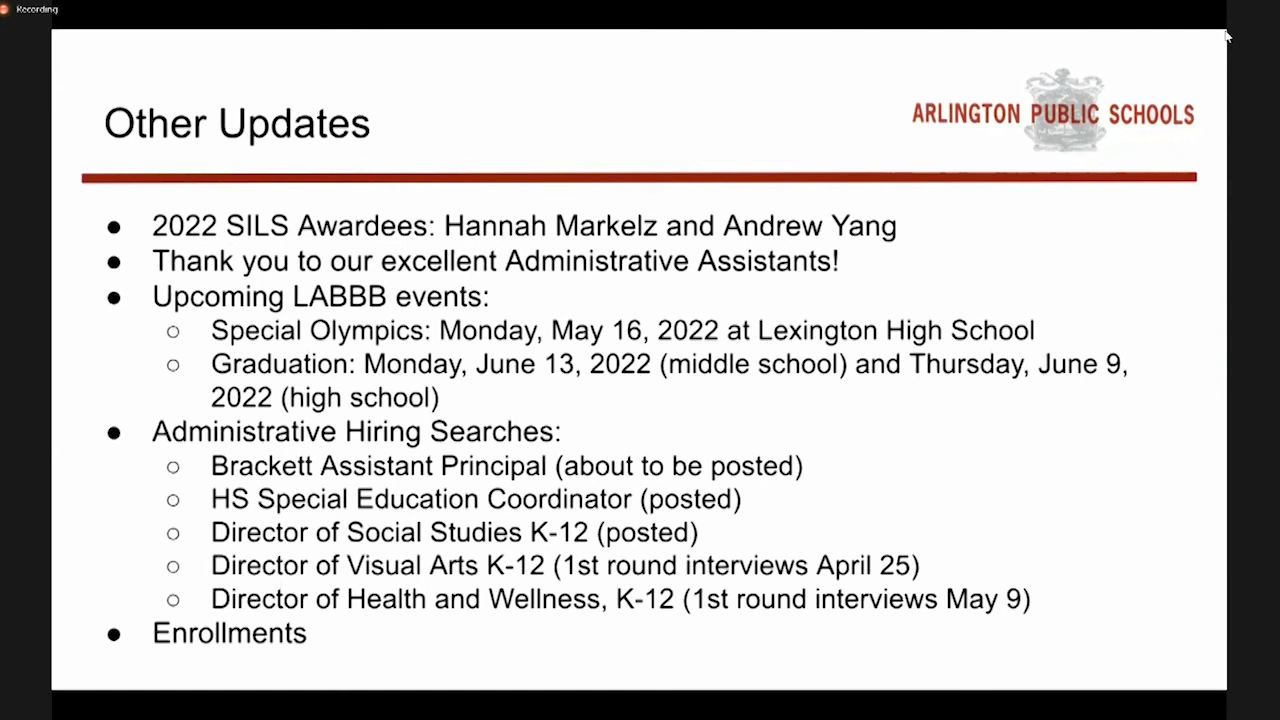 Recording
ARLINGTON PUBLIC SCHOOLS
Other Updates
● 2022 SILS Awardees: Hannah Markelz and Andrew Yang
● Thank you to our excellent Administrative Assistants!
● Upcoming LABBB events:
○ Special Olympics: Monday, May 16, 2022 at Lexington High School
○ Graduation: Monday, June 13, 2022 (middle school) and Thursday, June 9,
2022 (high school)
● Administrative Hiring Searches:
○ Brackett Assistant Principal (about to be posted)
○ HS Special Education Coordinator (posted)
○ Director of Social Studies K-12 (posted)
○ Director of Visual Arts K-12 (1st round interviews April 25)
○ Director of Health and Wellness, K-12 (1st round interviews May 9)
● Enrollments